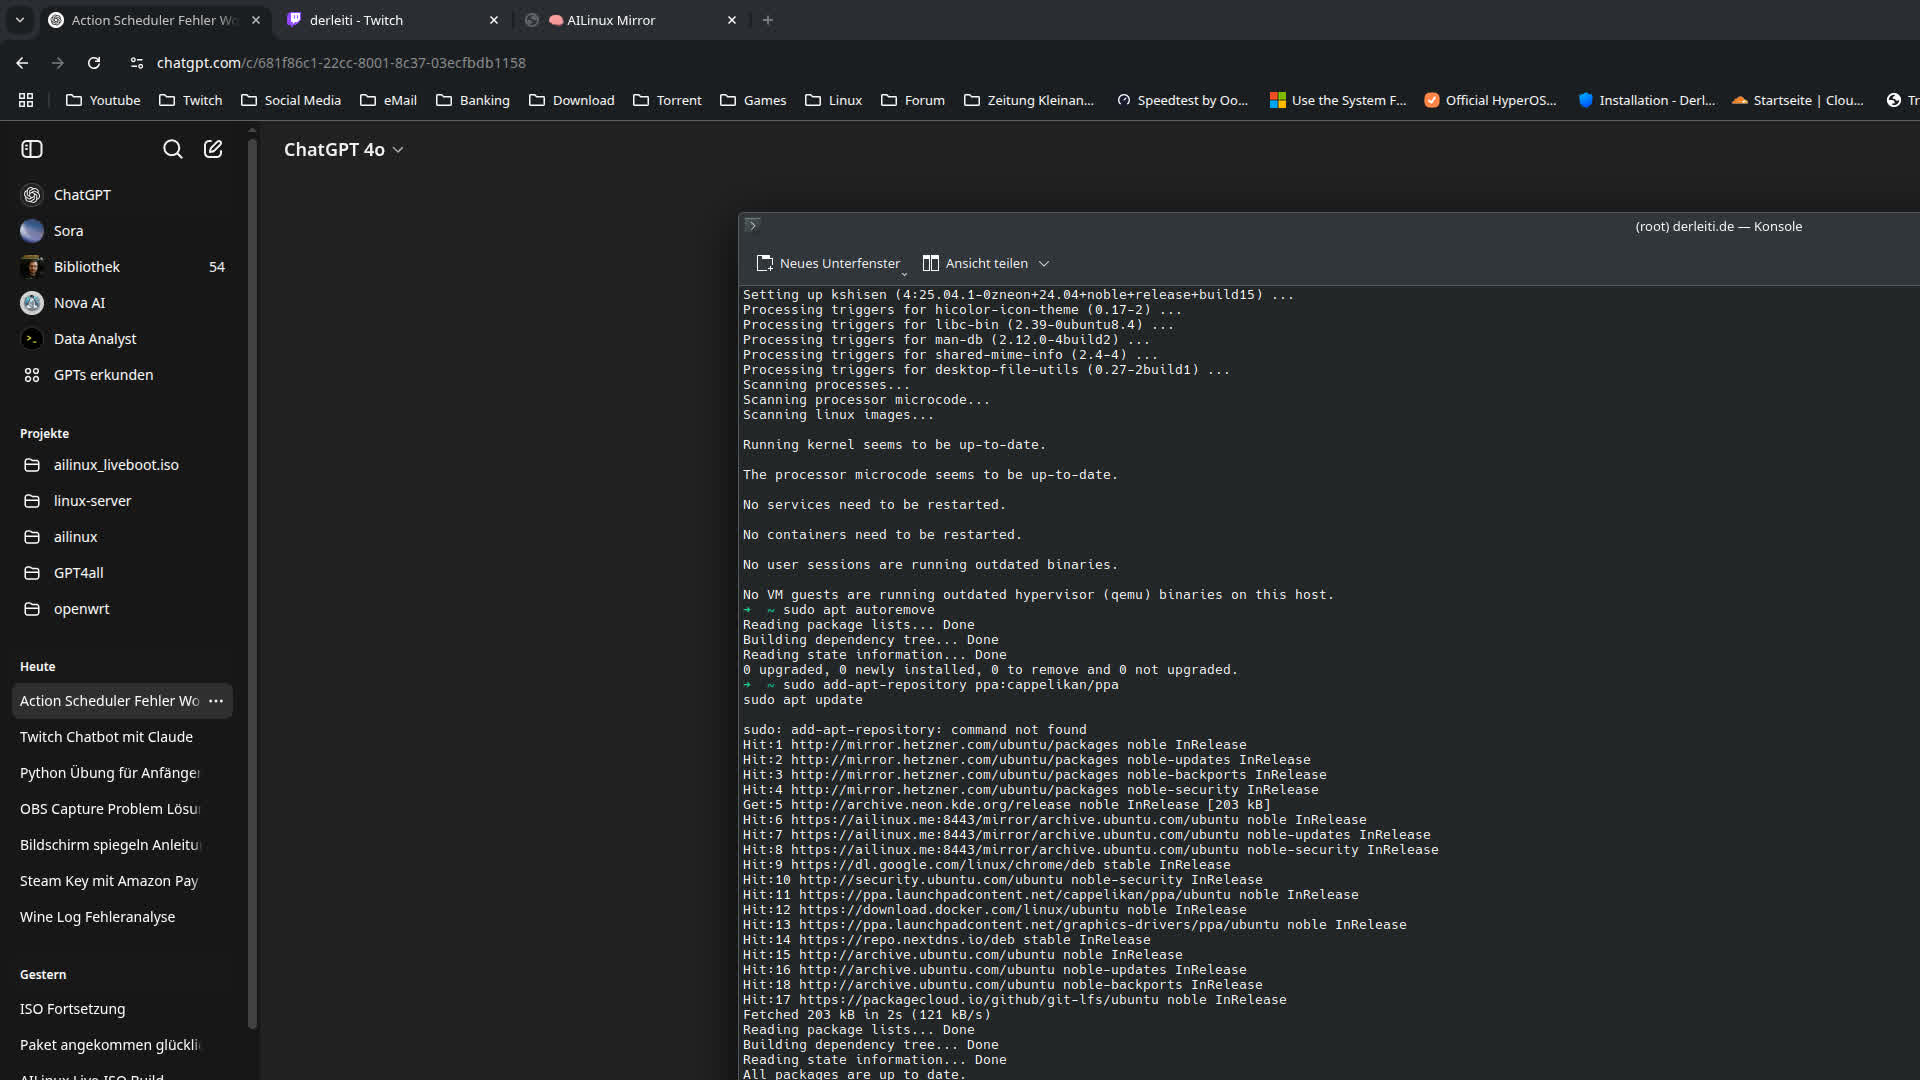 Action Scheduler Fehler Wo
derleiti - Twitch
AILinux Mirror
chatgpt.com/c/681f86c1-22cc-8001-8c37-03ecfbdb1158
Youtube
Twitch
Social Media
eMail
Banking
Download
Torrent
Games
Linux
Forum
Zeitung Kleinan...
Speedtest by Oo...
Use the System F...
Official HyperOS...
Installation - Derl...
Startseite | Clou...
Tr
ChatGPT 4o
ChatGPT
Sora
Bibliothek 54
Nova AI
Data Analyst
GPTs erkunden
Projekte
ailinux_liveboot.iso
linux-server
ailinux
GPT4all
openwrt
Heute
Action Scheduler Fehler Wo
Twitch Chatbot mit Claude
Python Übung für Anfänger
OBS Capture Problem Lösu
Bildschirm spiegeln Anleitu
Steam Key mit Amazon Pay
Wine Log Fehleranalyse
Gestern
ISO Fortsetzung
Paket angekommen glückli
AILinux Live ISO Build
(root) derleiti.de — Konsole
Neues Unterfenster
Ansicht teilen
Setting up kshisen (4:25.04.1-0zneon+24.04+noble+release+build15) ...
Processing triggers for hicolor-icon-theme (0.17-2) ...
Processing triggers for libc-bin (2.39-0ubuntu8.4) ...
Processing triggers for man-db (2.12.0-4build2) ...
Processing triggers for shared-mime-info (2.4-4) ...
Processing triggers for desktop-file-utils (0.27-2build1) ...
Scanning processes...
Scanning processor microcode...
Scanning linux images...
Running kernel seems to be up-to-date.
The processor microcode seems to be up-to-date.
No services need to be restarted.
No containers need to be restarted.
No user sessions are running outdated binaries.
No VM guests are running outdated hypervisor (qemu) binaries on this host.
➜ ~ sudo apt autoremove
Reading package lists... Done
Building dependency tree... Done
Reading state information... Done
0 upgraded, 0 newly installed, 0 to remove and 0 not upgraded.
➜ ~ sudo add-apt-repository ppa:cappelikan/ppa
sudo apt update
sudo: add-apt-repository: command not found
Hit:1 http://mirror.hetzner.com/ubuntu/packages noble InRelease
Hit:2 http://mirror.hetzner.com/ubuntu/packages noble-updates InRelease
Hit:3 http://mirror.hetzner.com/ubuntu/packages noble-backports InRelease
Hit:4 http://mirror.hetzner.com/ubuntu/packages noble-security InRelease
Get:5 http://archive.neon.kde.org/release noble InRelease [203 kB]
Hit:6 https://ailinux.me:8443/mirror/archive.ubuntu.com/ubuntu noble InRelease
Hit:7 https://ailinux.me:8443/mirror/archive.ubuntu.com/ubuntu noble-updates InRelease
Hit:8 https://ailinux.me:8443/mirror/archive.ubuntu.com/ubuntu noble-security InRelease
Hit:9 https://dl.google.com/linux/chrome/deb stable InRelease
Hit:10 http://security.ubuntu.com/ubuntu noble-security InRelease
Hit:11 https://ppa.launchpadcontent.net/cappelikan/ppa/ubuntu noble InRelease
Hit:12 https://download.docker.com/linux/ubuntu noble InRelease
Hit:13 https://ppa.launchpadcontent.net/graphics-drivers/ppa/ubuntu noble InRelease
Hit:14 https://repo.nextdns.io/deb stable InRelease
Hit:15 http://archive.ubuntu.com/ubuntu noble InRelease
Hit:16 http://archive.ubuntu.com/ubuntu noble-updates InRelease
Hit:18 http://archive.ubuntu.com/ubuntu noble-backports InRelease
Hit:17 https://packagecloud.io/github/git-lfs/ubuntu noble InRelease
Fetched 203 kB in 2s (121 kB/s)
Reading package lists... Done
Building dependency tree... Done
Reading state information... Done
All packages are up to date.